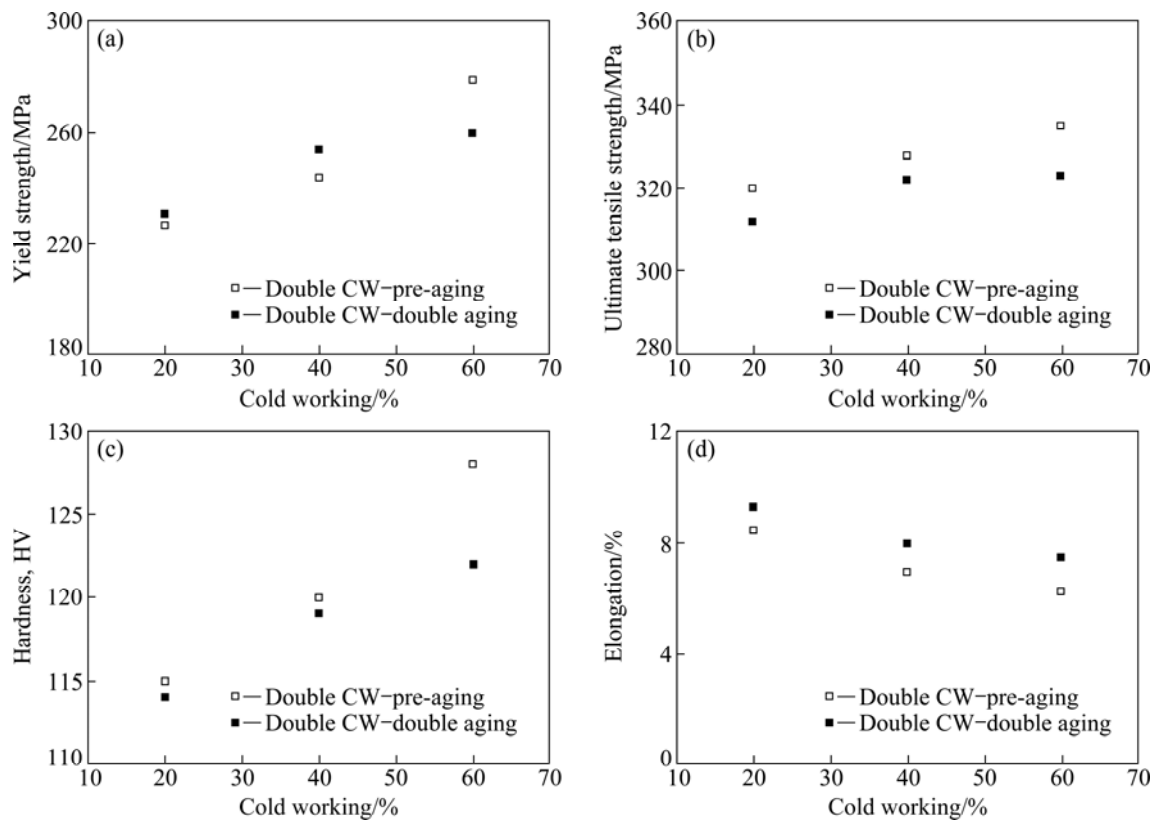 (a)
300
260
220
180
Yield strength/MPa
□—Double CW−pre-aging
■—Double CW−double aging
10 20 30 40 50 60 70
Cold working/%
(b)
360
340
320
300
280
Ultimate tensile strength/MPa
□—Double CW−pre-aging
■—Double CW−double aging
10 20 30 40 50 60 70
Cold working/%
(c)
130
125
120
115
110
Hardness, HV
□—Double CW−pre-aging
■—Double CW−double aging
10 20 30 40 50 60 70
Cold working/%
(d)
12
8
4
0
Elongation/%
□—Double CW−pre-aging
■—Double CW−double aging
10 20 30 40 50 60 70
Cold working/%